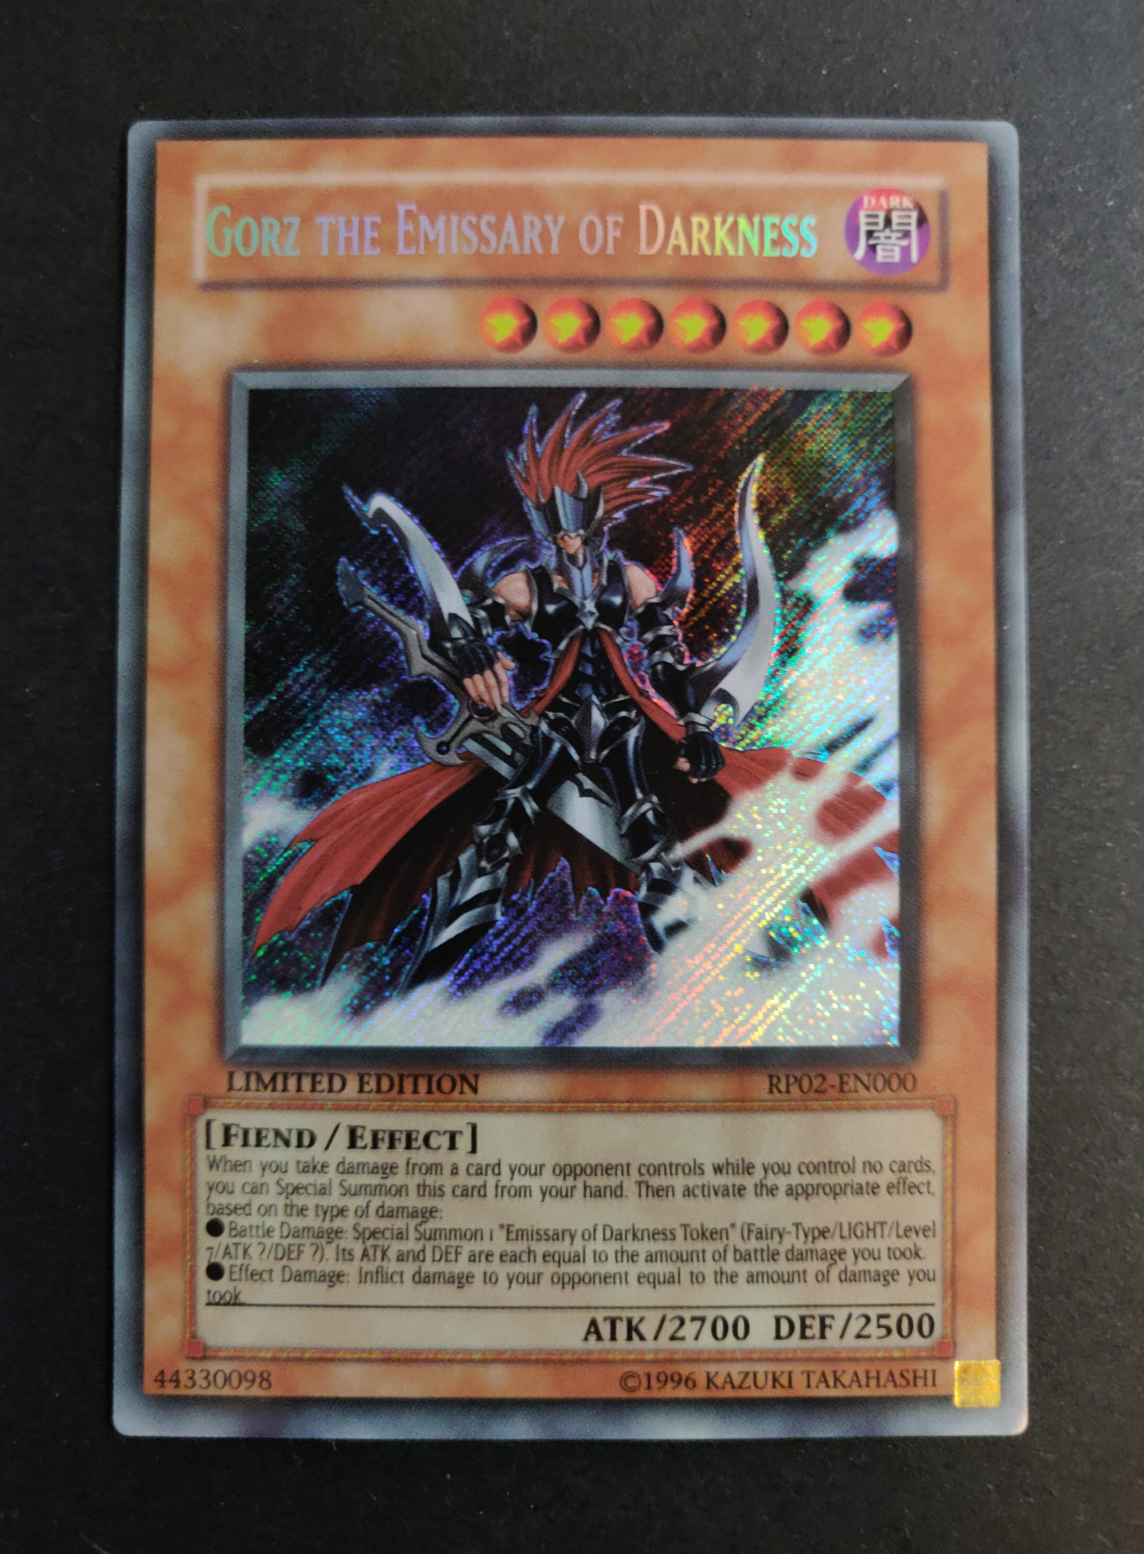 GORZ THE EMISSARY OF DARKNESS
DARK
闇
LIMITED EDITION
RP02-EN000
[FIEND / EFFECT]
When you take damage from a card your opponent controls while you control no cards,
you can Special Summon this card from your hand. Then activate the appropriate effect,
based on the type of damage:
●Battle Damage: Special Summon 1 "Emissary of Darkness Token" (Fairy-Type/LIGHT/Level
7/ATK ?/DEF ?). Its ATK and DEF are each equal to the amount of battle damage you took.
●Effect Damage: Inflict damage to your opponent equal to the amount of damage you
took.
ATK/2700 DEF/2500
44330098
©1996 KAZUKI TAKAHASHI